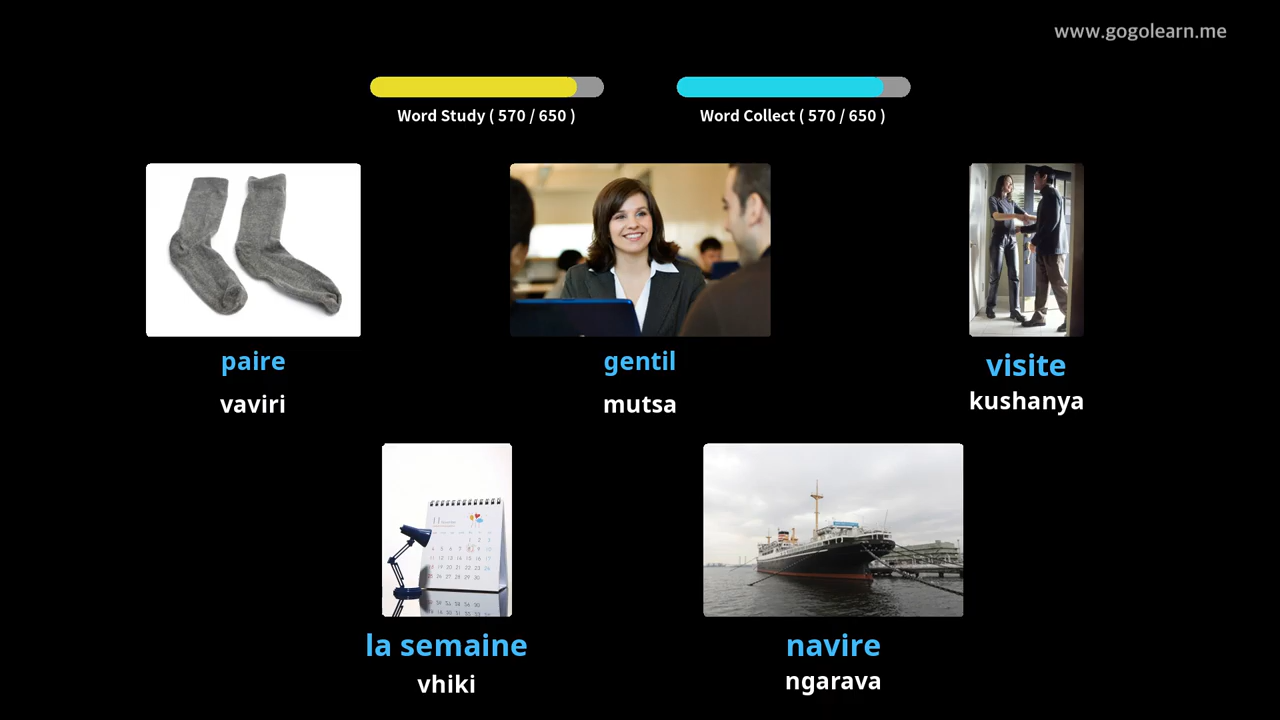 www.gogolearn.me
Word Study ( 570 / 650 )
Word Collect ( 570 / 650 )
paire
vaviri
gentil
mutsa
visite
kushanya
la semaine
vhiki
navire
ngarava